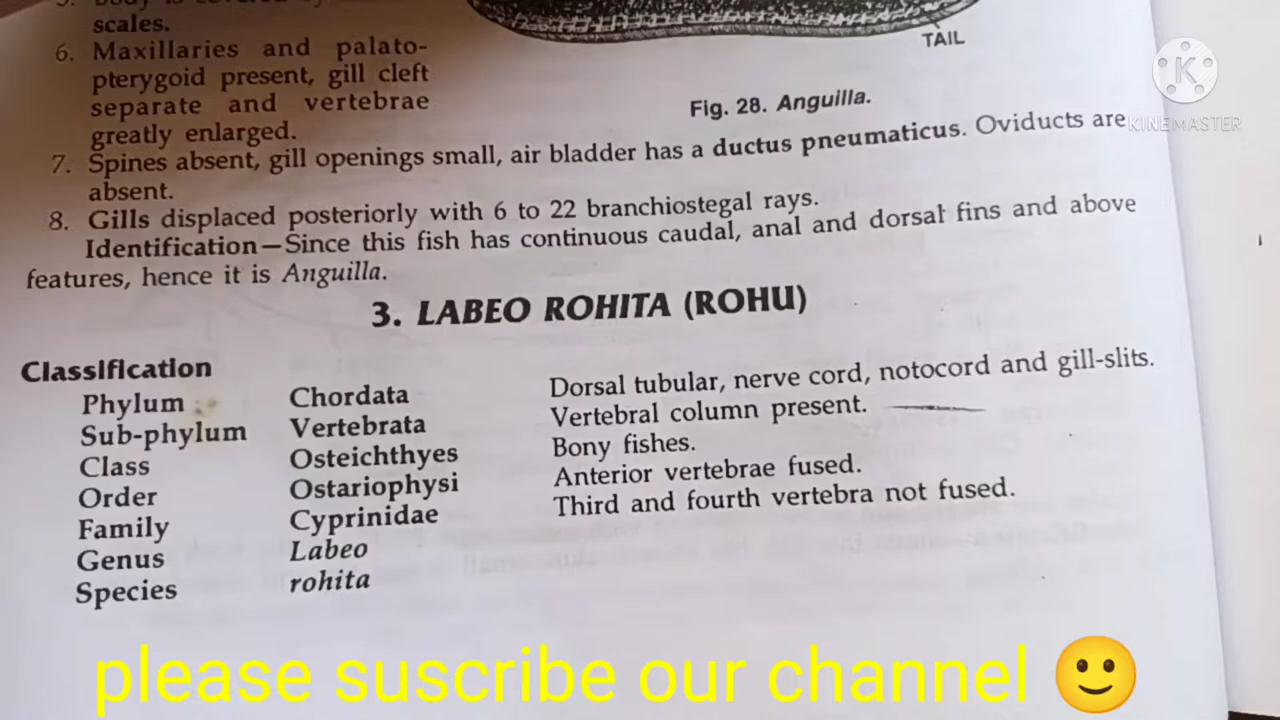 scales.
TAIL
6. Maxillaries and palato-
pterygoid present, gill cleft
separate and vertebrae
greatly enlarged.
Fig. 28. Anguilla.
KINEMASTER
7. Spines absent, gill openings small, air bladder has a ductus pneumaticus. Oviducts are
absent.
8. Gills displaced posteriorly with 6 to 22 branchiostegal rays.
Identification—Since this fish has continuous caudal, anal and dorsal fins and above
features, hence it is Anguilla.
3. LABEO ROHITA (ROHU)
Classification
Phylum Chordata Dorsal tubular, nerve cord, notocord and gill-slits.
Sub-phylum Vertebrata Vertebral column present.
Class Osteichthyes Bony fishes.
Order Ostariophysi Anterior vertebrae fused.
Family Cyprinidae Third and fourth vertebra not fused.
Genus Labeo
Species rohita
please suscribe our channel 🙂